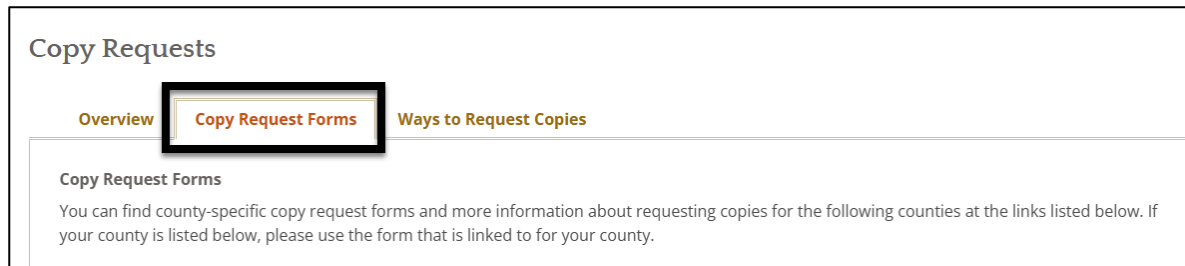 Copy Requests
Overview
Copy Request Forms
Ways to Request Copies
Copy Request Forms
You can find county-specific copy request forms and more information about requesting copies for the following counties at the links listed below. If
your county is listed below, please use the form that is linked to for your county.